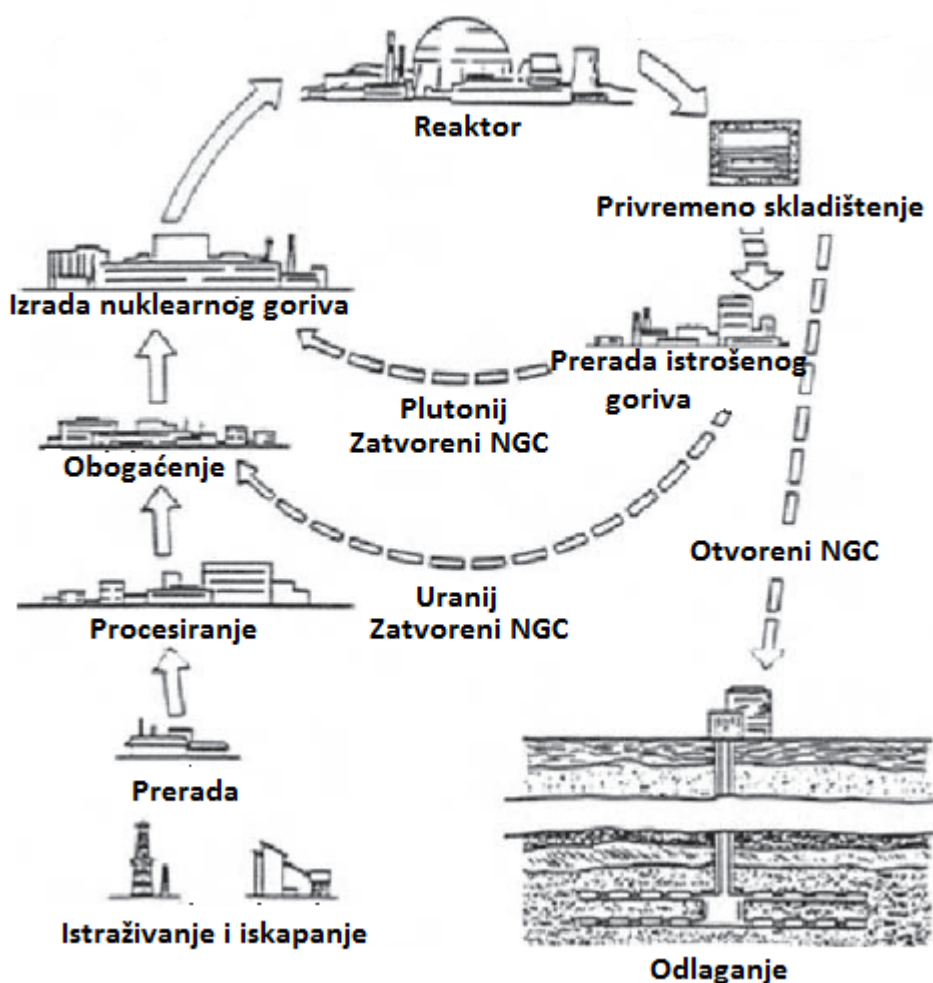 Reaktor
Privremeno skladištenje
Izrada nuklearnog goriva
Prerada istrošenog
goriva
Plutonij
Zatvoreni NGC
Obogaćenje
Otvoreni NGC
Uranij
Zatvoreni NGC
Procesiranje
Prerada
Istraživanje i iskapanje
Odlaganje